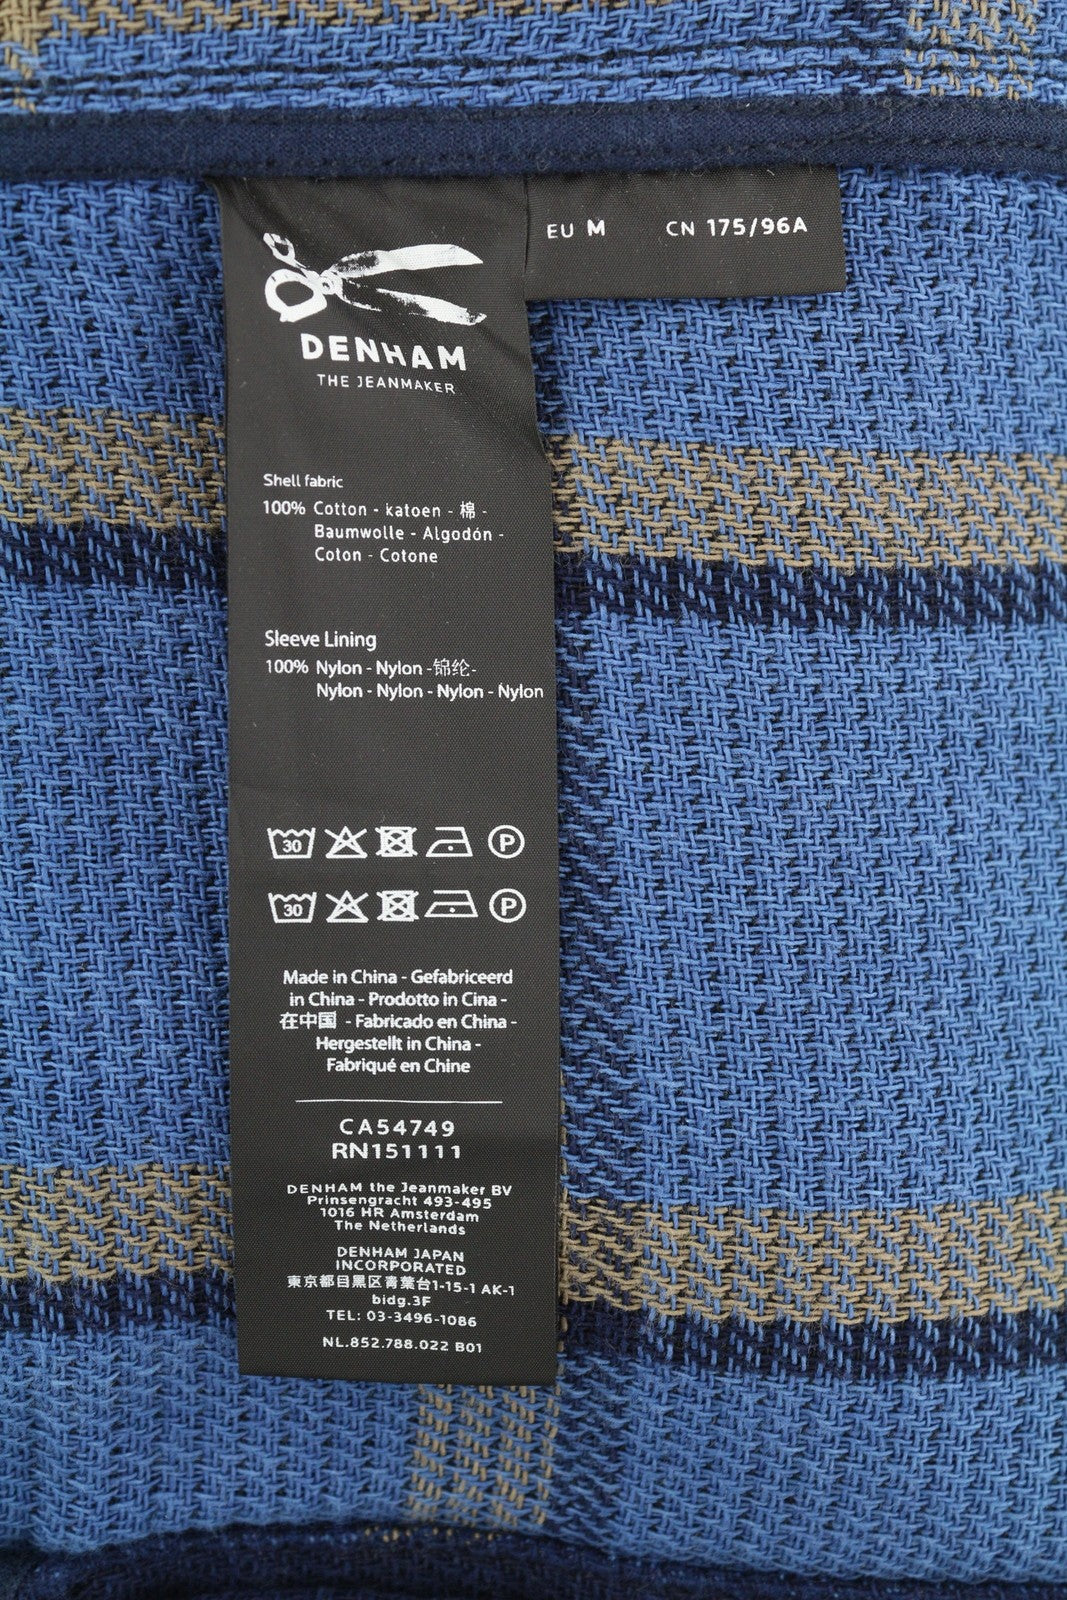 DENHAM
THE JEANMAKER
EU M CN 175/96A
Shell fabric
100% Cotton - katoen - 棉 -
Baumwolle - Algodón -
Coton - Cotone
Sleeve Lining
100% Nylon - Nylon -锦纶-
Nylon - Nylon - Nylon - Nylon
30 P
30 P
Made in China - Gefabriceerd
in China - Prodotto in Cina -
在中国 - Fabricado en China -
Hergestellt in China -
Fabriqué en Chine
CA54749
RN151111
DENHAM the Jeanmaker BV
Prinsengracht 493-495
1016 HR Amsterdam
The Netherlands
DENHAM JAPAN
INCORPORATED
東京都目黒区青葉台1-15-1 AK-1
bidg.3F
TEL: 03-3496-1086
NL.852.788.022 B01